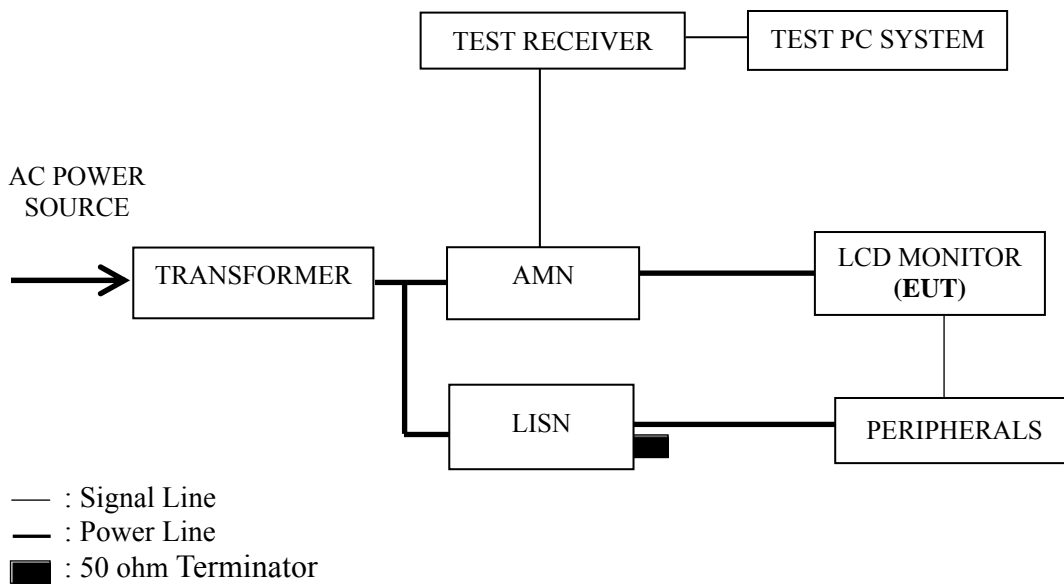 TEST RECEIVER
TEST PC SYSTEM
AC POWER
SOURCE
TRANSFORMER
AMN
LCD MONITOR
(EUT)
LISN
PERIPHERALS
: Signal Line
: Power Line
: 50 ohm Terminator